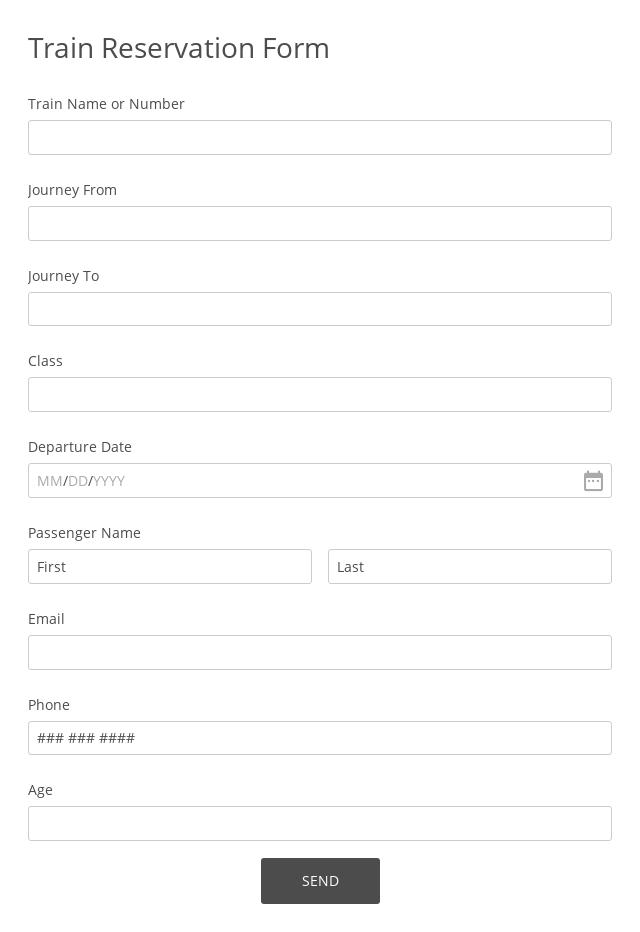 Train Reservation Form
Train Name or Number
Journey From
Journey To
Class
Departure Date
MM/DD/YYYY
Passenger Name
First Last
Email
Phone
### ### ####
Age
SEND